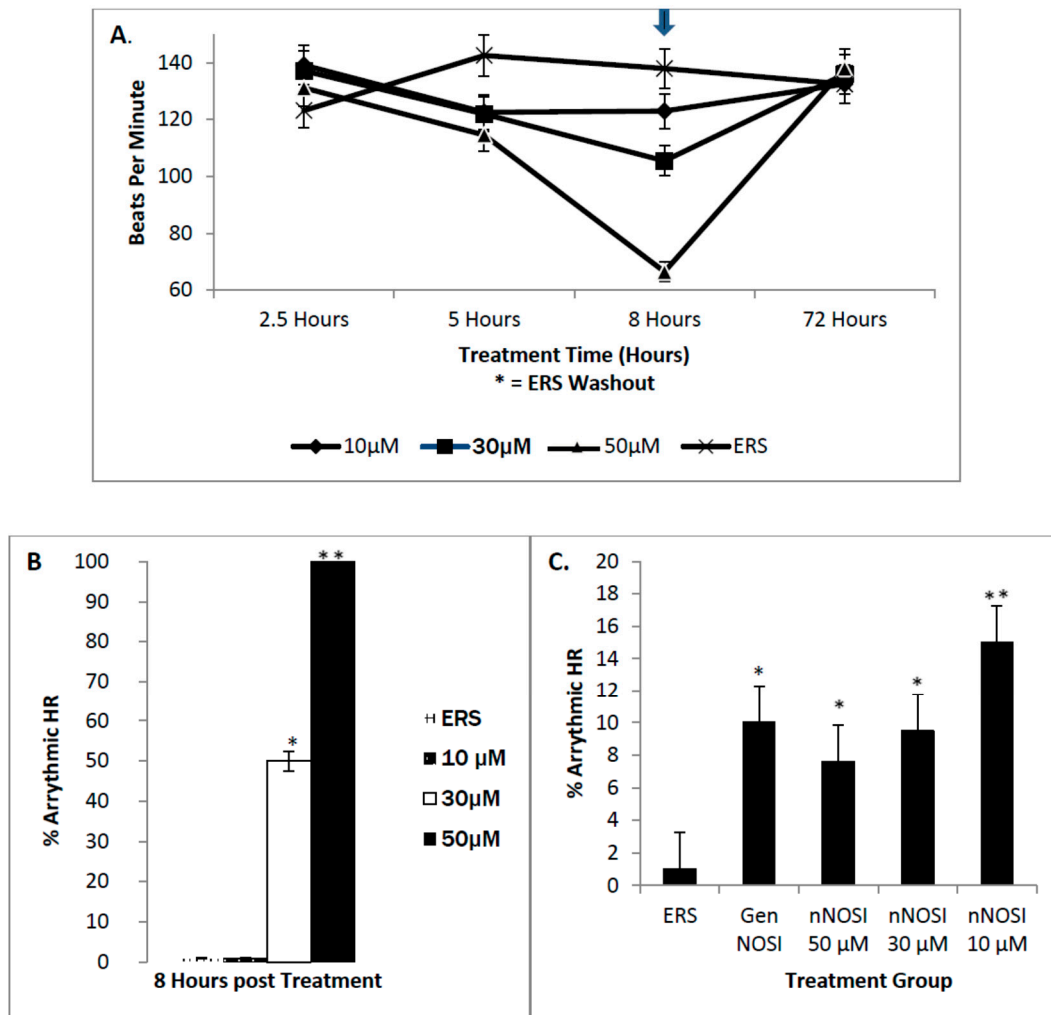 A.
140
120
100
80
60
Beats Per Minute
2.5 Hours
5 Hours
8 Hours
72 Hours
Treatment Time (Hours)
* = ERS Washout
10µM
30µM
50µM
ERS
B
100
90
80
70
60
50
40
30
20
10
0
% Arrythmic HR
**
*
ERS
10 µM
30µM
50µM
8 Hours post Treatment
C.
20
18
16
14
12
10
8
6
4
2
0
% Arrythmic HR
*
*
*
**
ERS
Gen NOSI
nNOSI 50 µM
nNOSI 30 µM
nNOSI 10 µM
Treatment Group